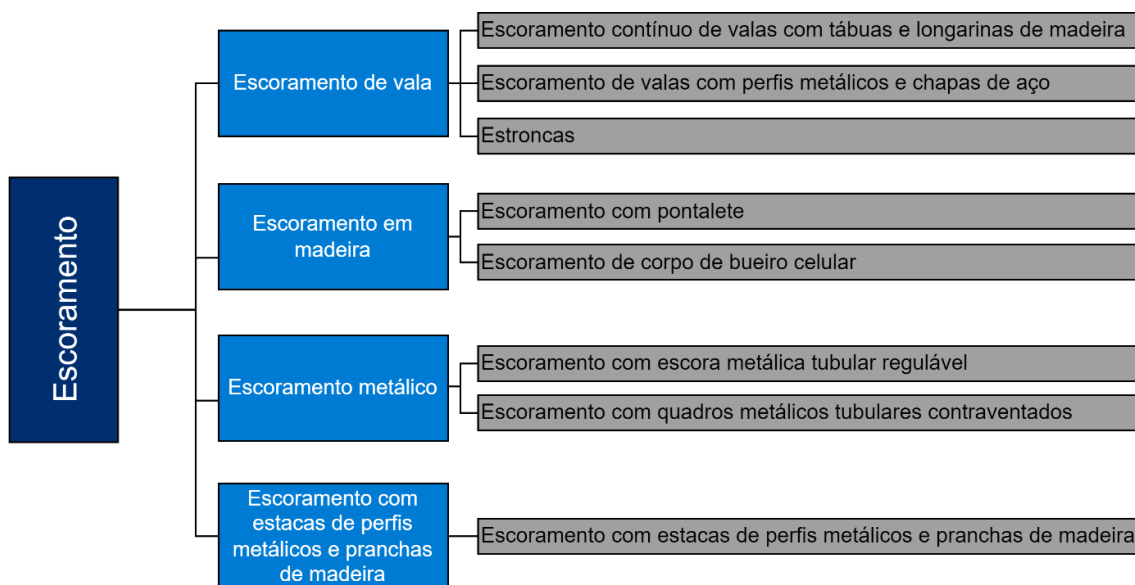 Escoramento
Escoramento de vala
Escoramento contínuo de valas com tábuas e longarinas de madeira
Escoramento de valas com perfis metálicos e chapas de aço
Estroncas
Escoramento em
madeira
Escoramento com pontalete
Escoramento de corpo de bueiro celular
Escoramento metálico
Escoramento com escora metálica tubular regulável
Escoramento com quadros metálicos tubulares contraventados
Escoramento com
estacas de perfis
metálicos e pranchas
de madeira
Escoramento com estacas de perfis metálicos e pranchas de madeira